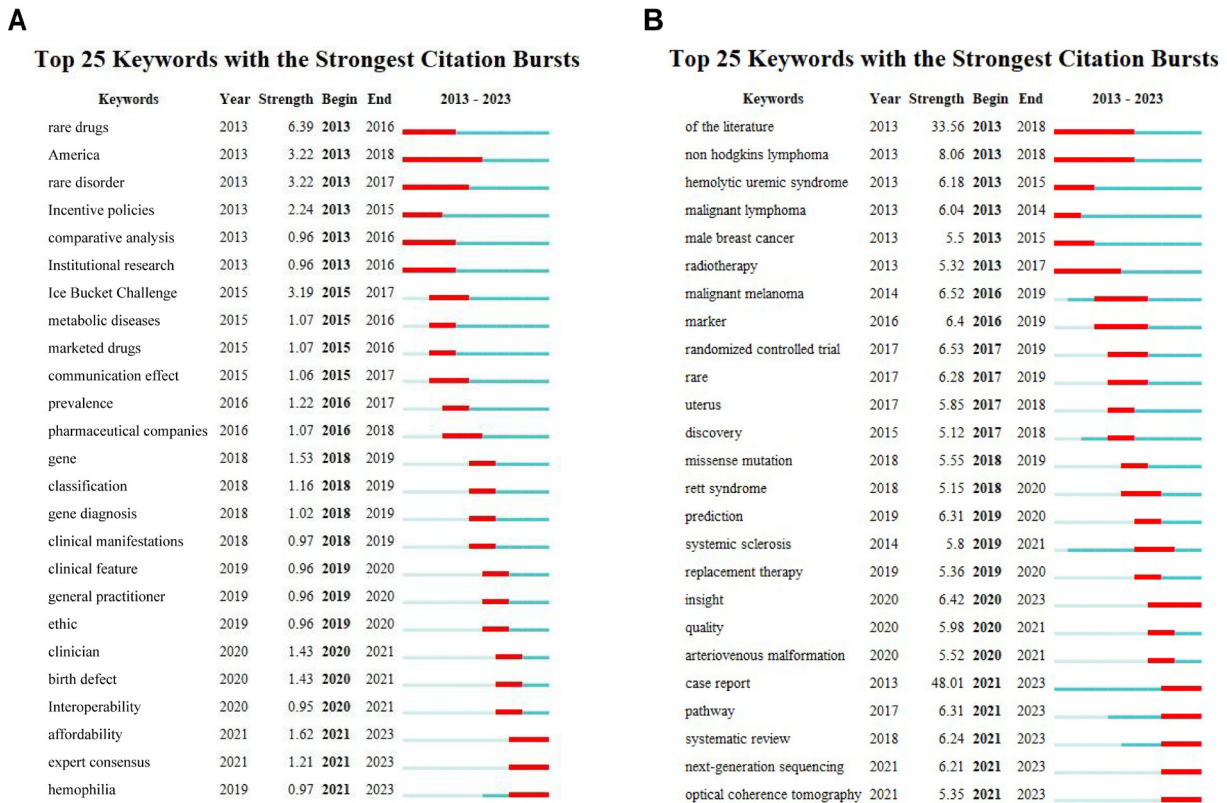 A
Top 25 Keywords with the Strongest Citation Bursts
Keywords Year Strength Begin End 2013 - 2023
rare drugs 2013 6.39 2013 2016
America 2013 3.22 2013 2018
rare disorder 2013 3.22 2013 2017
Incentive policies 2013 2.24 2013 2015
comparative analysis 2013 0.96 2013 2016
Institutional research 2013 0.96 2013 2016
Ice Bucket Challenge 2015 3.19 2015 2017
metabolic diseases 2015 1.07 2015 2016
marketed drugs 2015 1.07 2015 2016
communication effect 2015 1.06 2015 2017
prevalence 2016 1.22 2016 2017
pharmaceutical companies 2016 1.07 2016 2018
gene 2018 1.53 2018 2019
classification 2018 1.16 2018 2019
gene diagnosis 2018 1.02 2018 2019
clinical manifestations 2018 0.97 2018 2019
clinical feature 2019 0.96 2019 2020
general practitioner 2019 0.96 2019 2020
ethic 2019 0.96 2019 2020
clinician 2020 1.43 2020 2021
birth defect 2020 1.43 2020 2021
Interoperability 2020 0.95 2020 2021
affordability 2021 1.62 2021 2023
expert consensus 2021 1.21 2021 2023
hemophilia 2019 0.97 2021 2023
B
Top 25 Keywords with the Strongest Citation Bursts
Keywords Year Strength Begin End 2013 - 2023
of the literature 2013 33.56 2013 2018
non hodgkins lymphoma 2013 8.06 2013 2018
hemolytic uremic syndrome 2013 6.18 2013 2015
malignant lymphoma 2013 6.04 2013 2014
male breast cancer 2013 5.5 2013 2015
radiotherapy 2013 5.32 2013 2017
malignant melanoma 2014 6.52 2016 2019
marker 2016 6.4 2016 2019
randomized controlled trial 2017 6.53 2017 2019
rare 2017 6.28 2017 2019
uterus 2017 5.85 2017 2018
discovery 2015 5.12 2017 2018
missense mutation 2018 5.55 2018 2019
rett syndrome 2018 5.15 2018 2020
prediction 2019 6.31 2019 2020
systemic sclerosis 2014 5.8 2019 2021
replacement therapy 2019 5.36 2019 2020
insight 2020 6.42 2020 2023
quality 2020 5.98 2020 2021
arteriovenous malformation 2020 5.52 2020 2021
case report 2013 48.01 2021 2023
pathway 2017 6.31 2021 2023
systematic review 2018 6.24 2021 2023
next-generation sequencing 2021 6.21 2021 2023
optical coherence tomography 2021 5.35 2021 2023